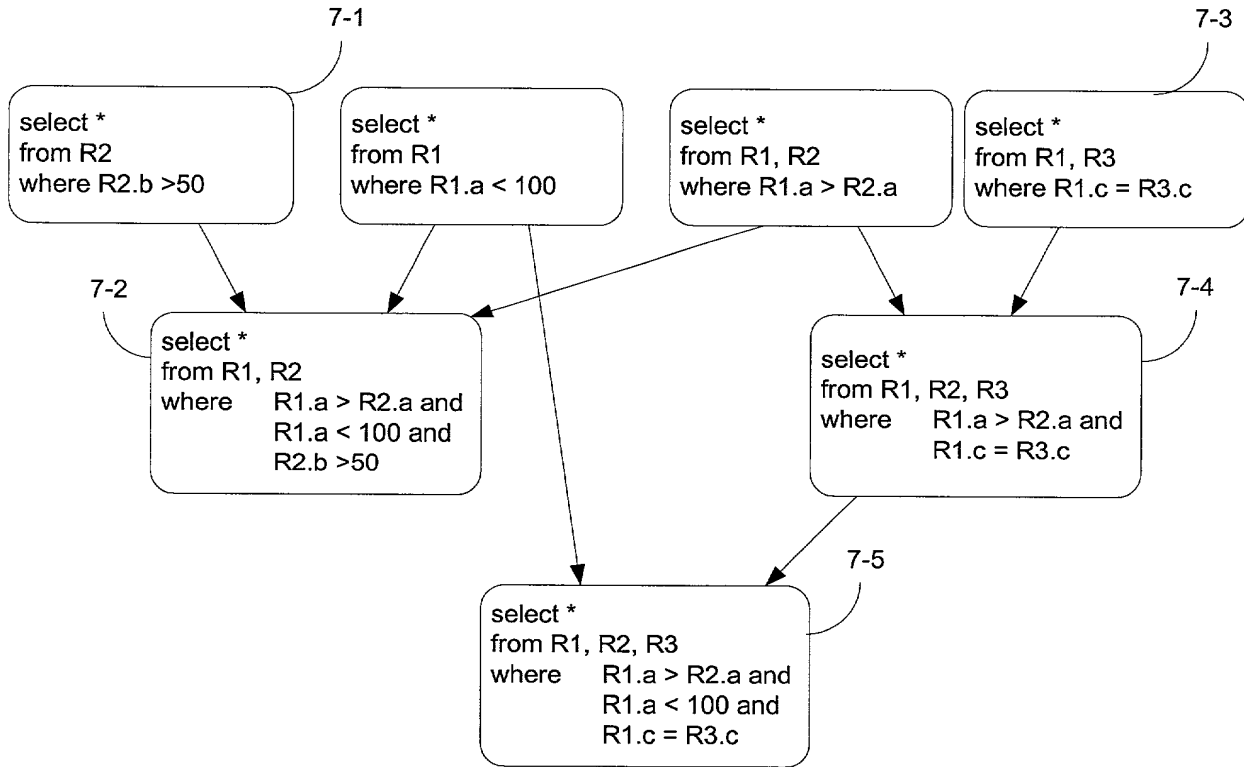 7-1
7-3
select *
from R2
where R2.b >50
select *
from R1
where R1.a < 100
select *
from R1, R2
where R1.a > R2.a
select *
from R1, R3
where R1.c = R3.c
7-2
7-4
select *
from R1, R2
where R1.a > R2.a and
R1.a < 100 and
R2.b >50
select *
from R1, R2, R3
where R1.a > R2.a and
R1.c = R3.c
7-5
select *
from R1, R2, R3
where R1.a > R2.a and
R1.a < 100 and
R1.c = R3.c